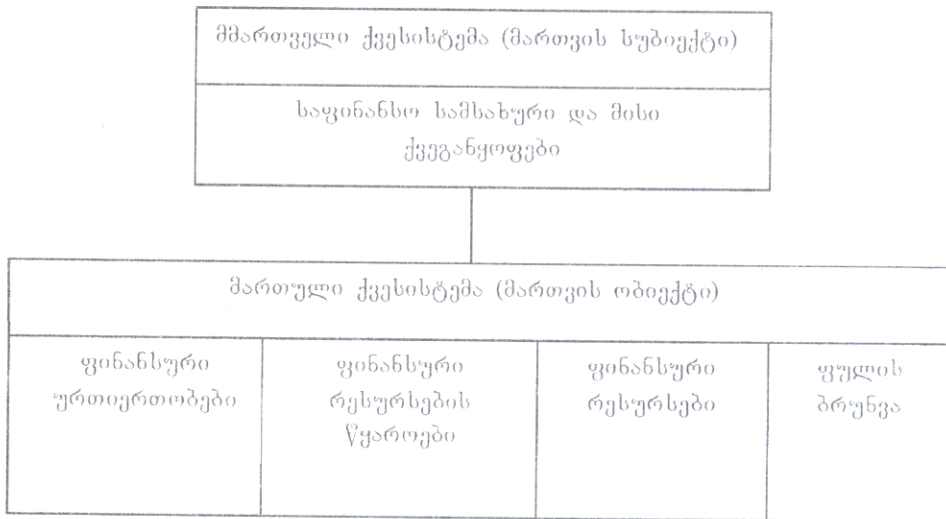 მმართველი ქვესისტემა (მართვის სუბიექტი)
საფინანსო სამსახური და მისი
ქვეგანყოფები
მართული ქვესისტემა (მართვის ობიექტი)
ფინანსური
ურთიერთობები
ფინანსური
რესურსების
წყაროები
ფინანსური
რესურსები
ფულის
ბრუნვა